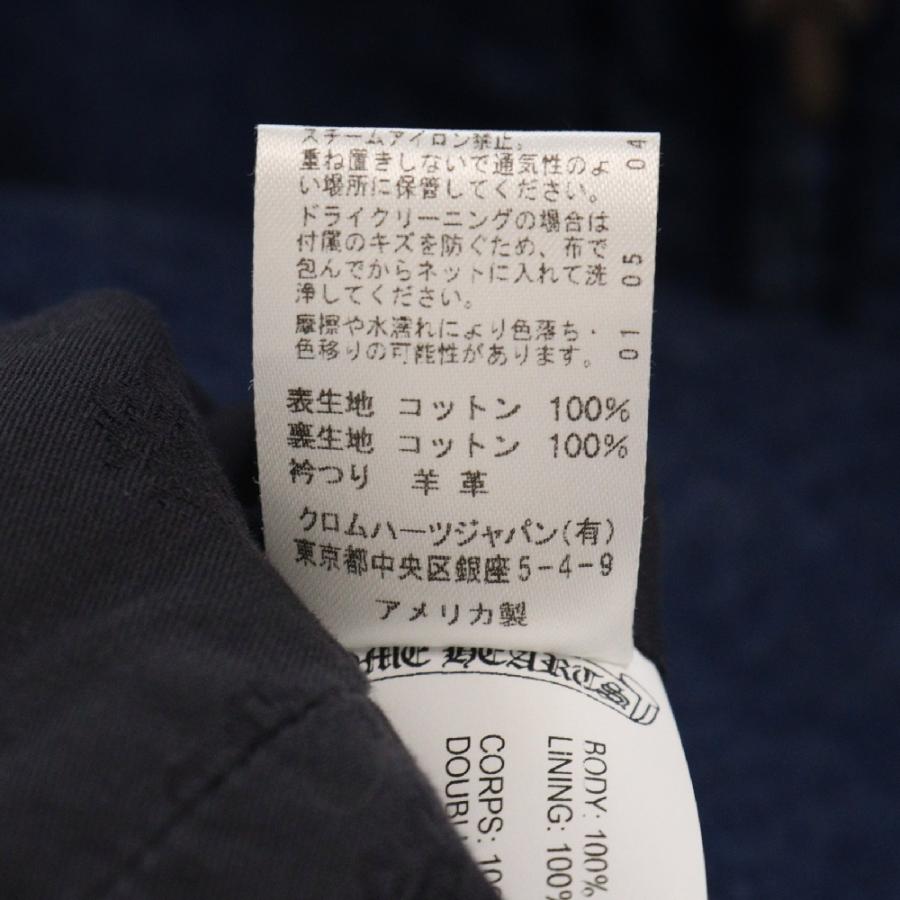 スチームアイロン禁止。
重ね置きしないで通気性のよ
い場所に保管してください。
ドライクリーニングの場合は
付属のキズを防ぐため、布で
包んでからネットに入れて洗
浄してください。
摩擦や水濡れにより色落ち・
色移りの可能性があります。
04
05
01
表生地 コットン 100%
裏生地 コットン 100%
衿つり 羊革
クロムハーツジャパン(有)
東京都中央区銀座5-4-9
アメリカ製
OME HEARTS
BODY: 100%
LINING: 100%
CORPS: 10
DOUBL